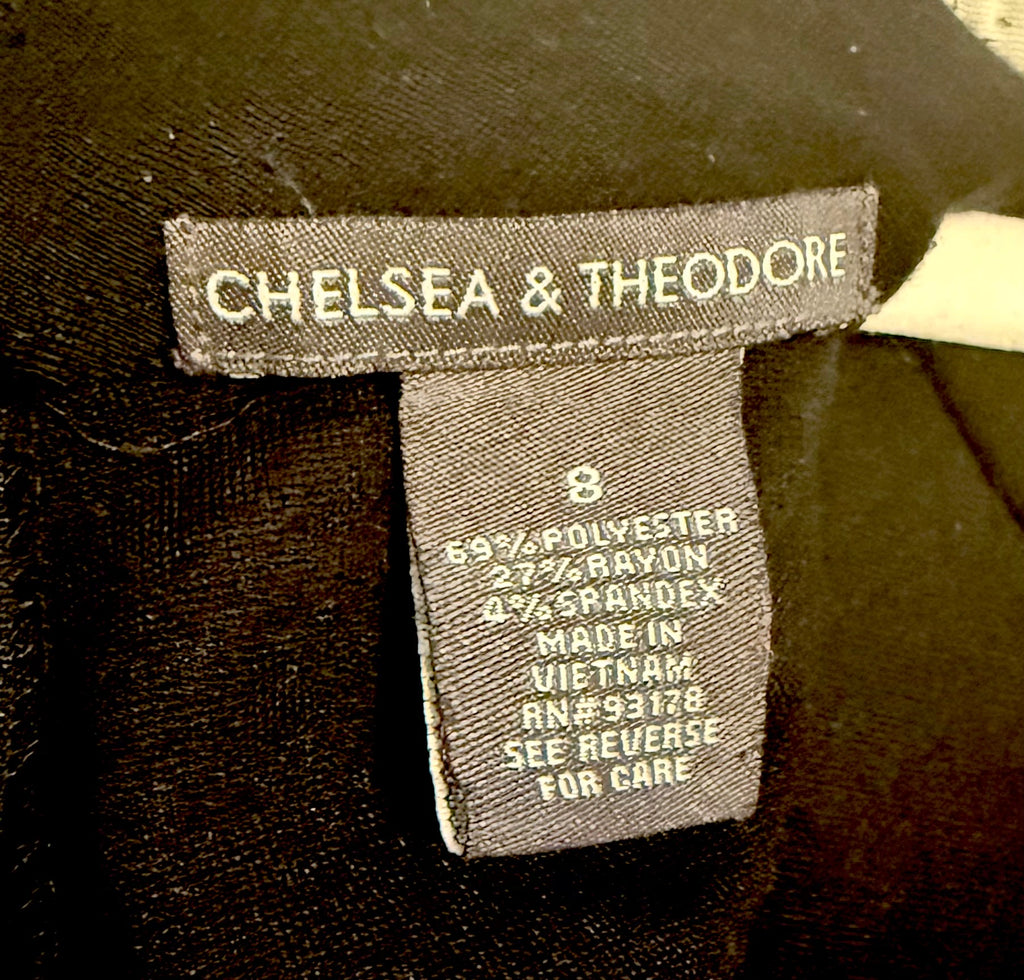 CHELSEA & THEODORE
8
69% POLYESTER
27% RAYON
4% SPANDEX
MADE IN
VIETNAM
RN#93178
SEE REVERSE
FOR CARE